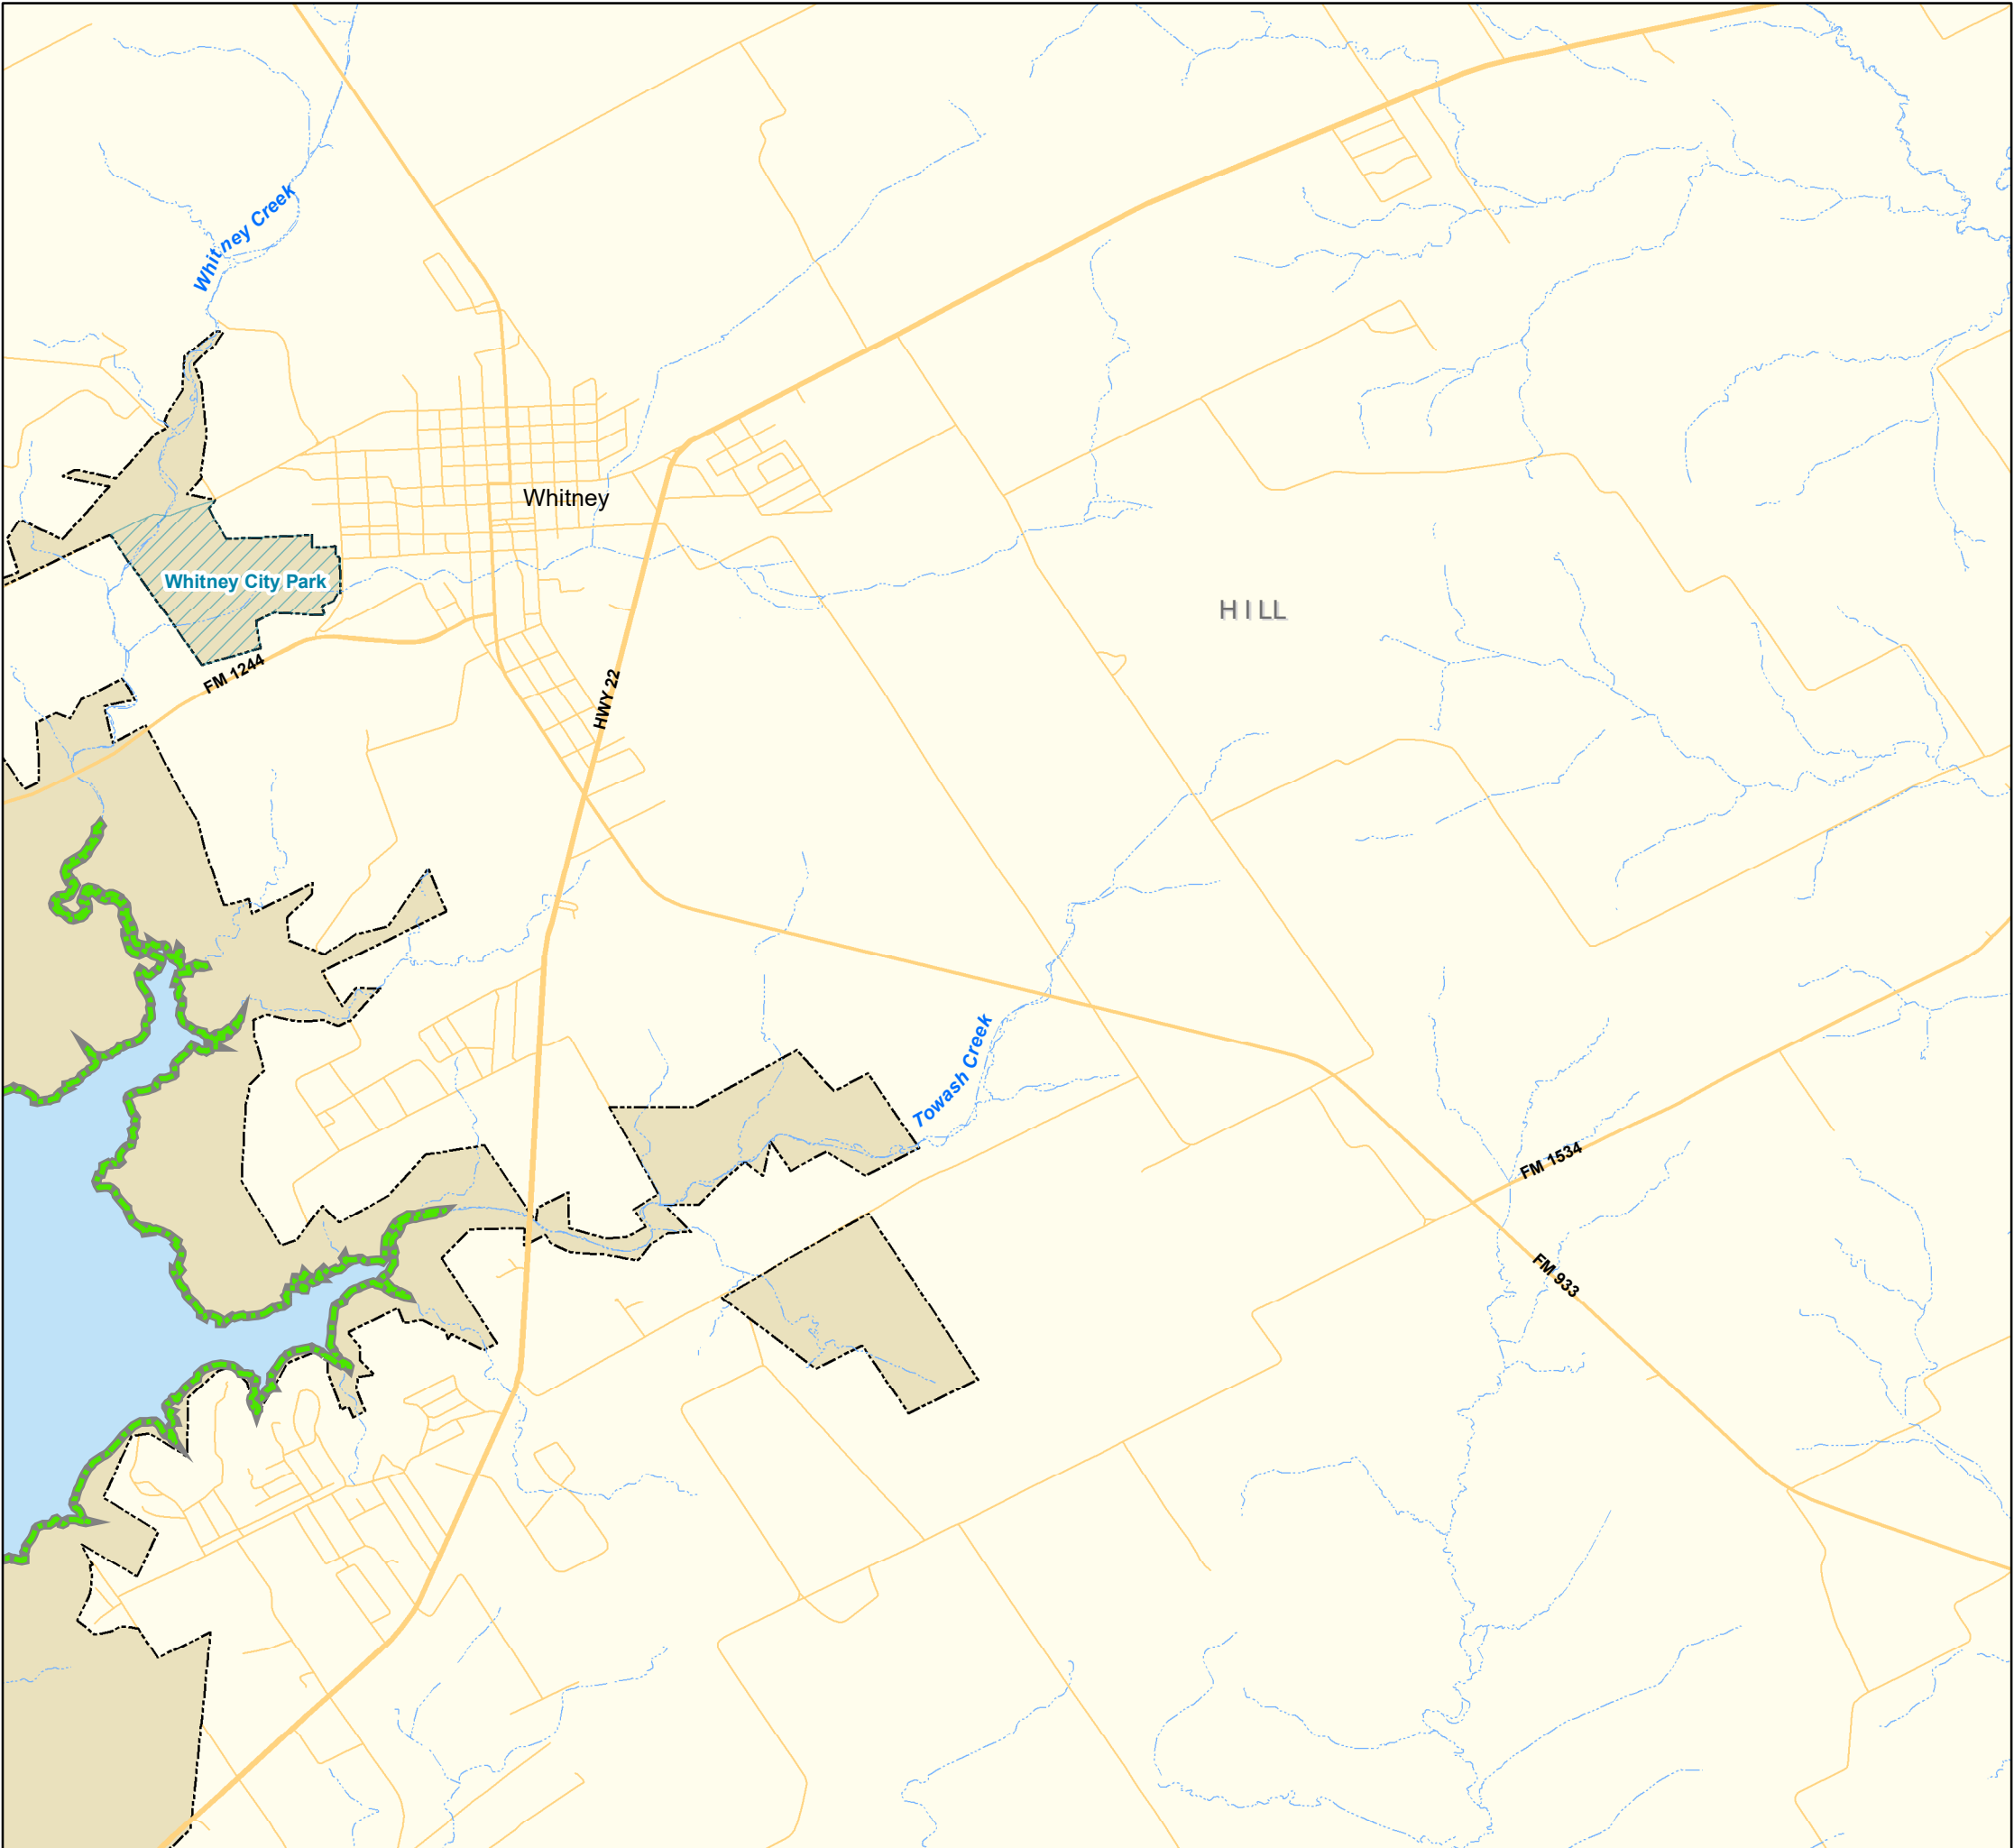 Whitney Creek
Whitney
Whitney City Park
HILL
FM 1244
HWY 22
Towash Creek
FM 1534
FM 933